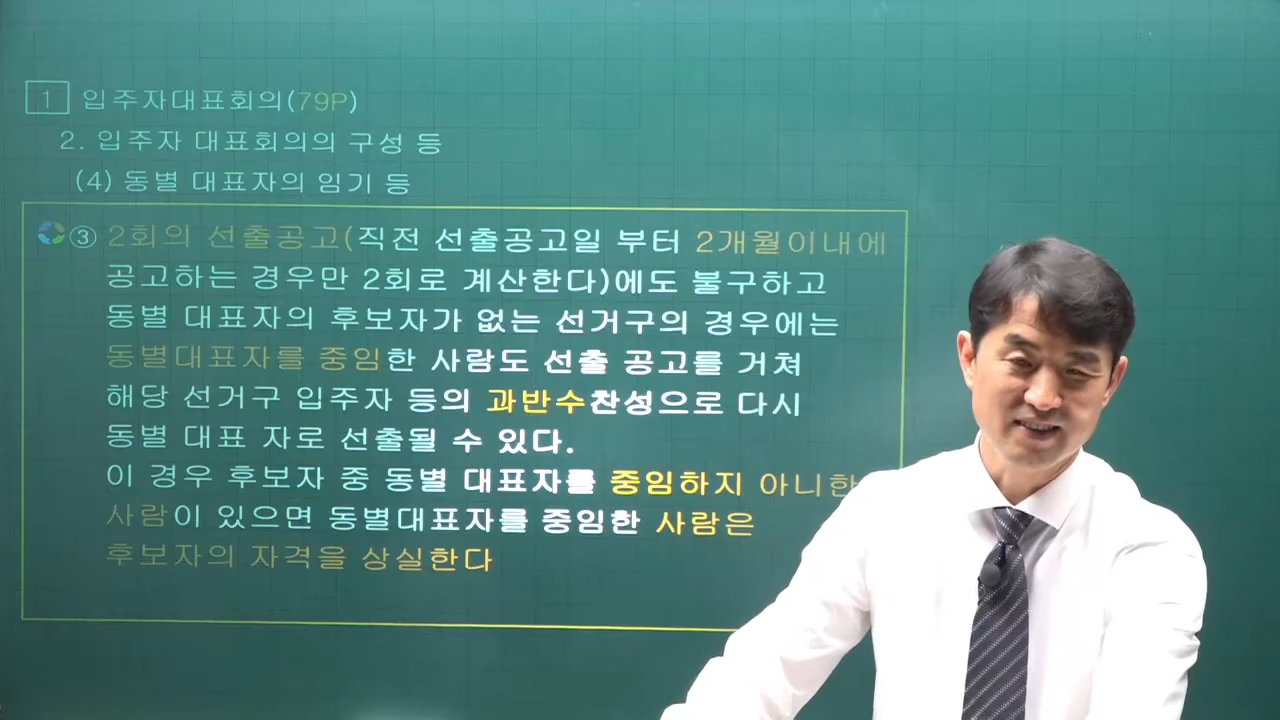 1 입주자대표회의(79P)
2. 입주자 대표회의의 구성 등
(4) 동별 대표자의 임기 등
③ 2회의 선출공고(직전 선출공고일 부터 2개월이내에
공고하는 경우만 2회로 계산한다)에도 불구하고
동별 대표자의 후보자가 없는 선거구의 경우에는
동별대표자를 중임한 사람도 선출 공고를 거쳐
해당 선거구 입주자 등의 과반수찬성으로 다시
동별 대표 자로 선출될 수 있다.
이 경우 후보자 중 동별 대표자를 중임하지 아니한
사람이 있으면 동별대표자를 중임한 사람은
후보자의 자격을 상실한다